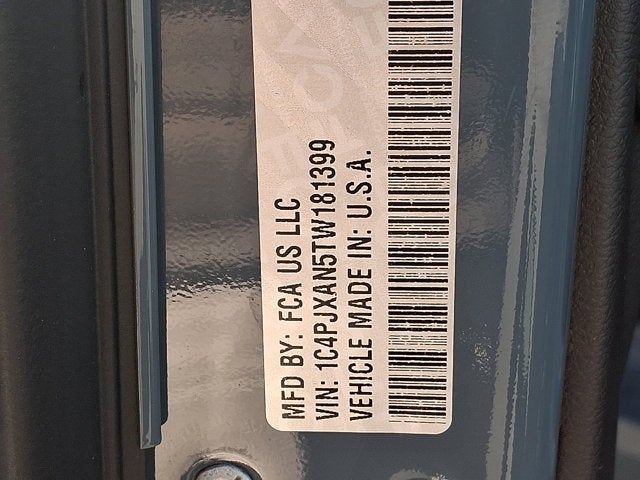 MFD BY: FCA US LLC
VIN: 1C4PJXAN5TW181399
VEHICLE MADE IN: U.S.A.